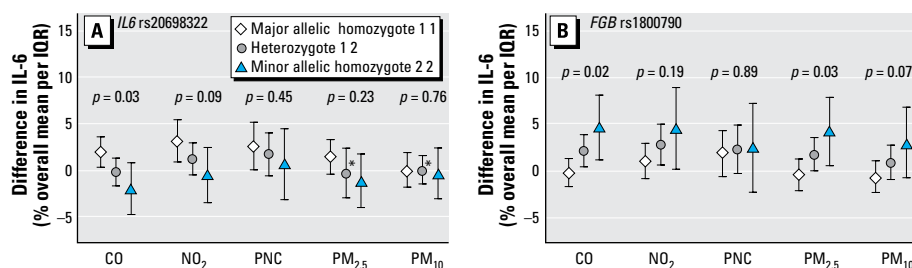 A IL6 rs20698322
Major allelic homozygote 1 1
Heterozygote 1 2
Minor allelic homozygote 2 2
Difference in IL-6
(% overall mean per IQR)
15
10
5
0
–5
p = 0.03 p = 0.09 p = 0.45 p = 0.23 p = 0.76
* *
CO NO2 PNC PM2.5 PM10
B FGB rs1800790
Difference in IL-6
(% overall mean per IQR)
15
10
5
0
–5
p = 0.02 p = 0.19 p = 0.89 p = 0.03 p = 0.07
CO NO2 PNC PM2.5 PM10